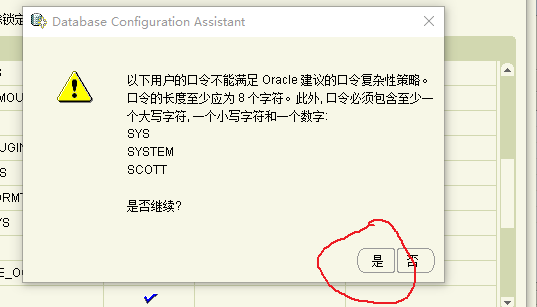 除锁定
Database Configuration Assistant
以下用户的口令不能满足 Oracle 建议的口令复杂性策略。
口令的长度至少应为 8 个字符。此外, 口令必须包含至少一
个大写字符, 一个小写字符和一个数字:
SYS
SYSTEM
SCOTT
是否继续?
是 否
S
MOU
UGIN
S
ORMT
YS
E_OC